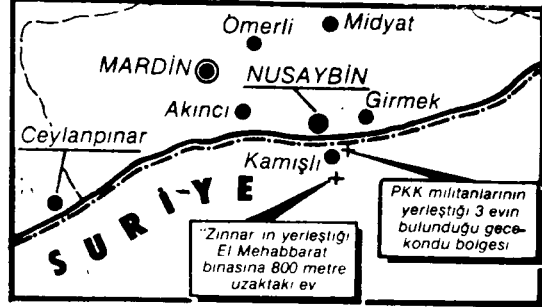 Ömerli
Midyat
MARDİN
NUSAYBİN
Akıncı
Girmek
Ceylanpınar
Kamışlı
SURİYE
PKK militanlarının
yerleştiği 3 evin
bulunduğu gece-
kondu bölgesi
"Zinnar ın yerleştiği
El Mehabbarat
binasına 800 metre
uzaktaki ev